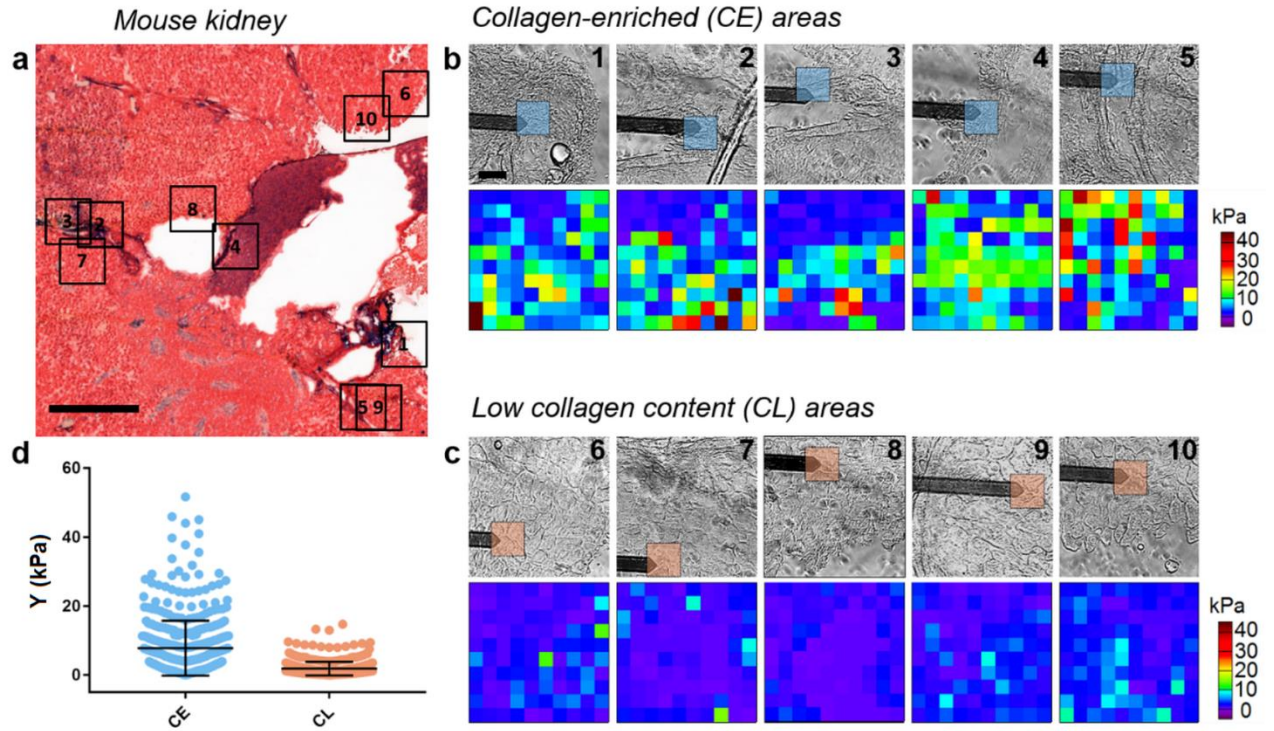 Mouse kidney
a
6
10
8
3
2
4
7
1
5 9
Collagen-enriched (CE) areas
b
1
2
3
4
5
kPa
40
30
20
10
0
Low collagen content (CL) areas
c
6
7
8
9
10
kPa
40
30
20
10
0
d
Y (kPa)
60
40
20
0
CE
CL